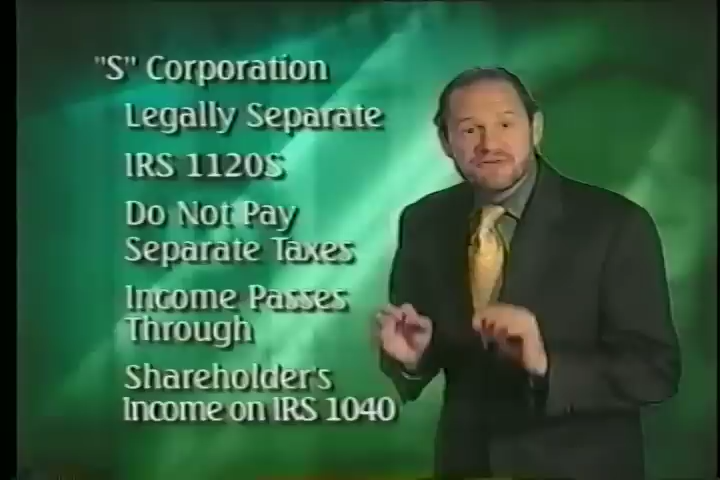 "S" Corporation
Legally Separate
IRS 1120S
Do Not Pay
Separate Taxes
Income Passes
Through
Shareholder's
Income on IRS 1040